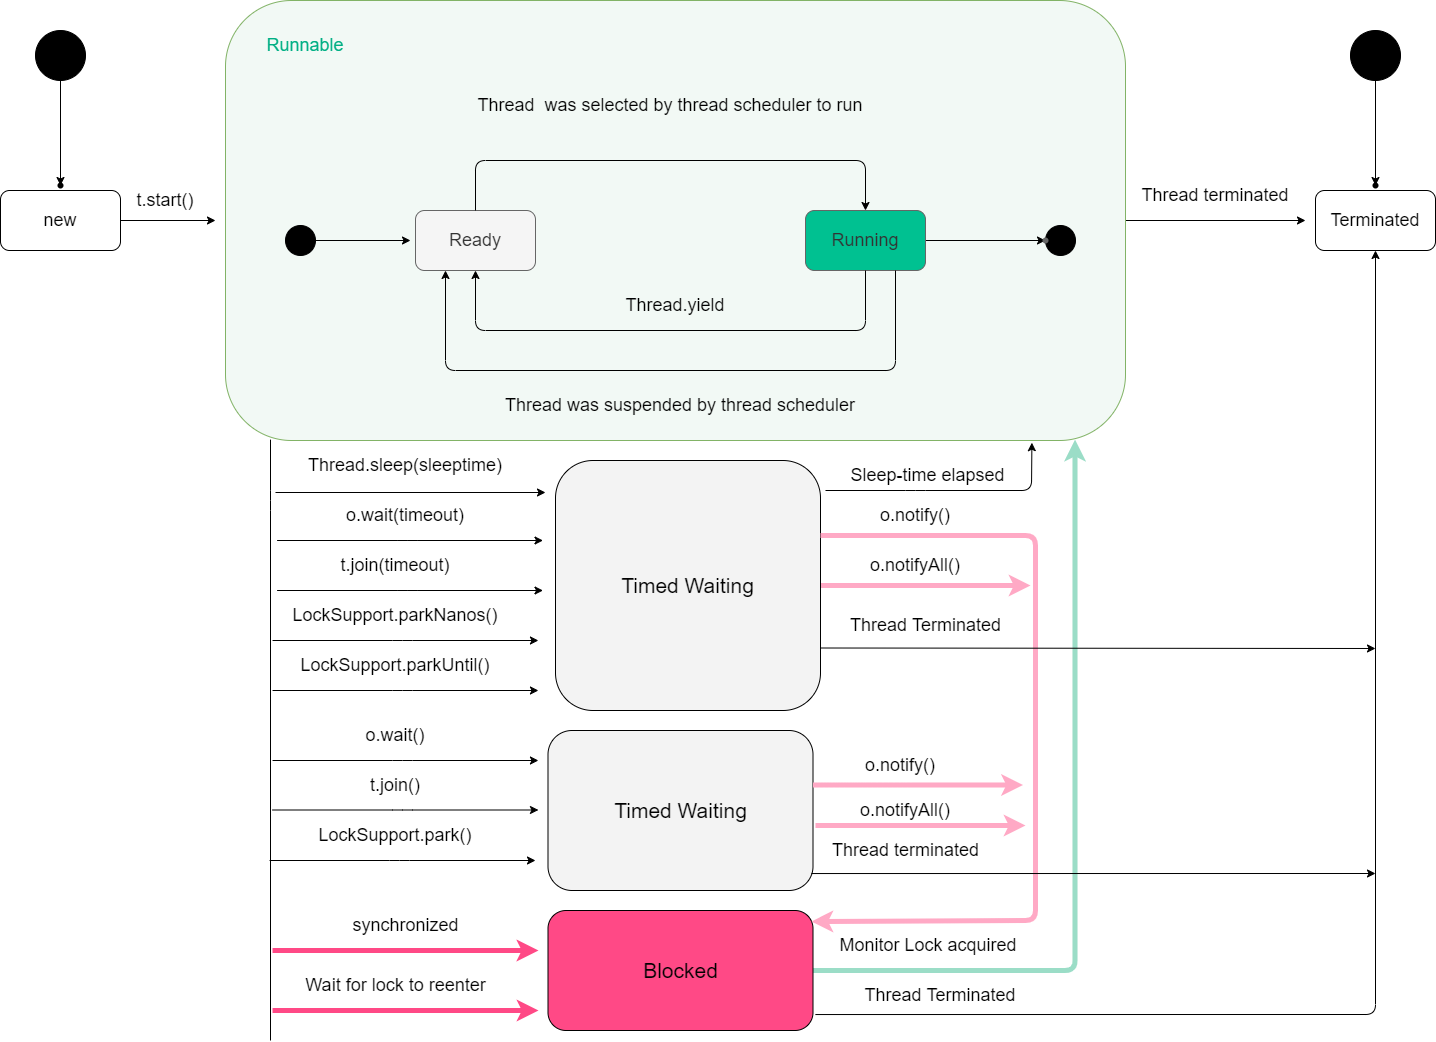 Runnable
Thread was selected by thread scheduler to run
new
t.start()
Ready
Running
Thread terminated
Terminated
Thread.yield
Thread was suspended by thread scheduler
Thread.sleep(sleeptime)
o.wait(timeout)
t.join(timeout)
LockSupport.parkNanos()
LockSupport.parkUntil()
Timed Waiting
Sleep-time elapsed
o.notify()
o.notifyAll()
Thread Terminated
o.wait()
t.join()
LockSupport.park()
Timed Waiting
o.notify()
o.notifyAll()
Thread terminated
synchronized
Wait for lock to reenter
Blocked
Monitor Lock acquired
Thread Terminated